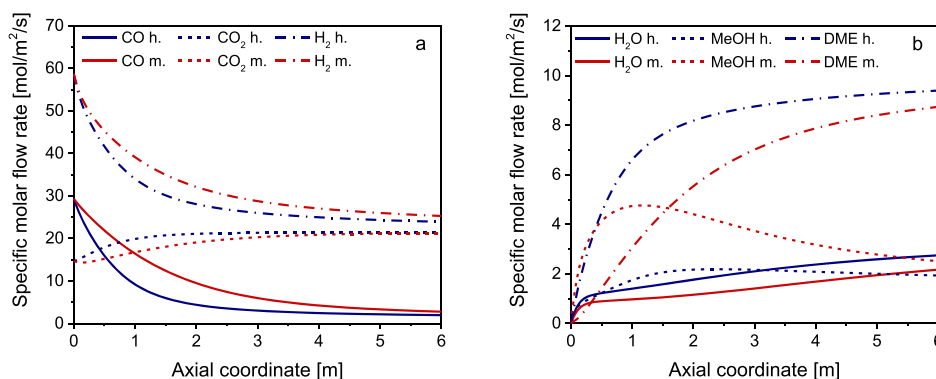 CO h. CO₂ h. H₂ h. a
CO m. CO₂ m. H₂ m.
Specific molar flow rate [mol/m²/s]
70
60
50
40
30
20
10
0
0 1 2 3 4 5 6
Axial coordinate [m]
H₂O h. MeOH h. DME h. b
H₂O m. MeOH m. DME m.
Specific molar flow rate [mol/m²/s]
12
10
8
6
4
2
0
0 1 2 3 4 5 6
Axial coordinate [m]